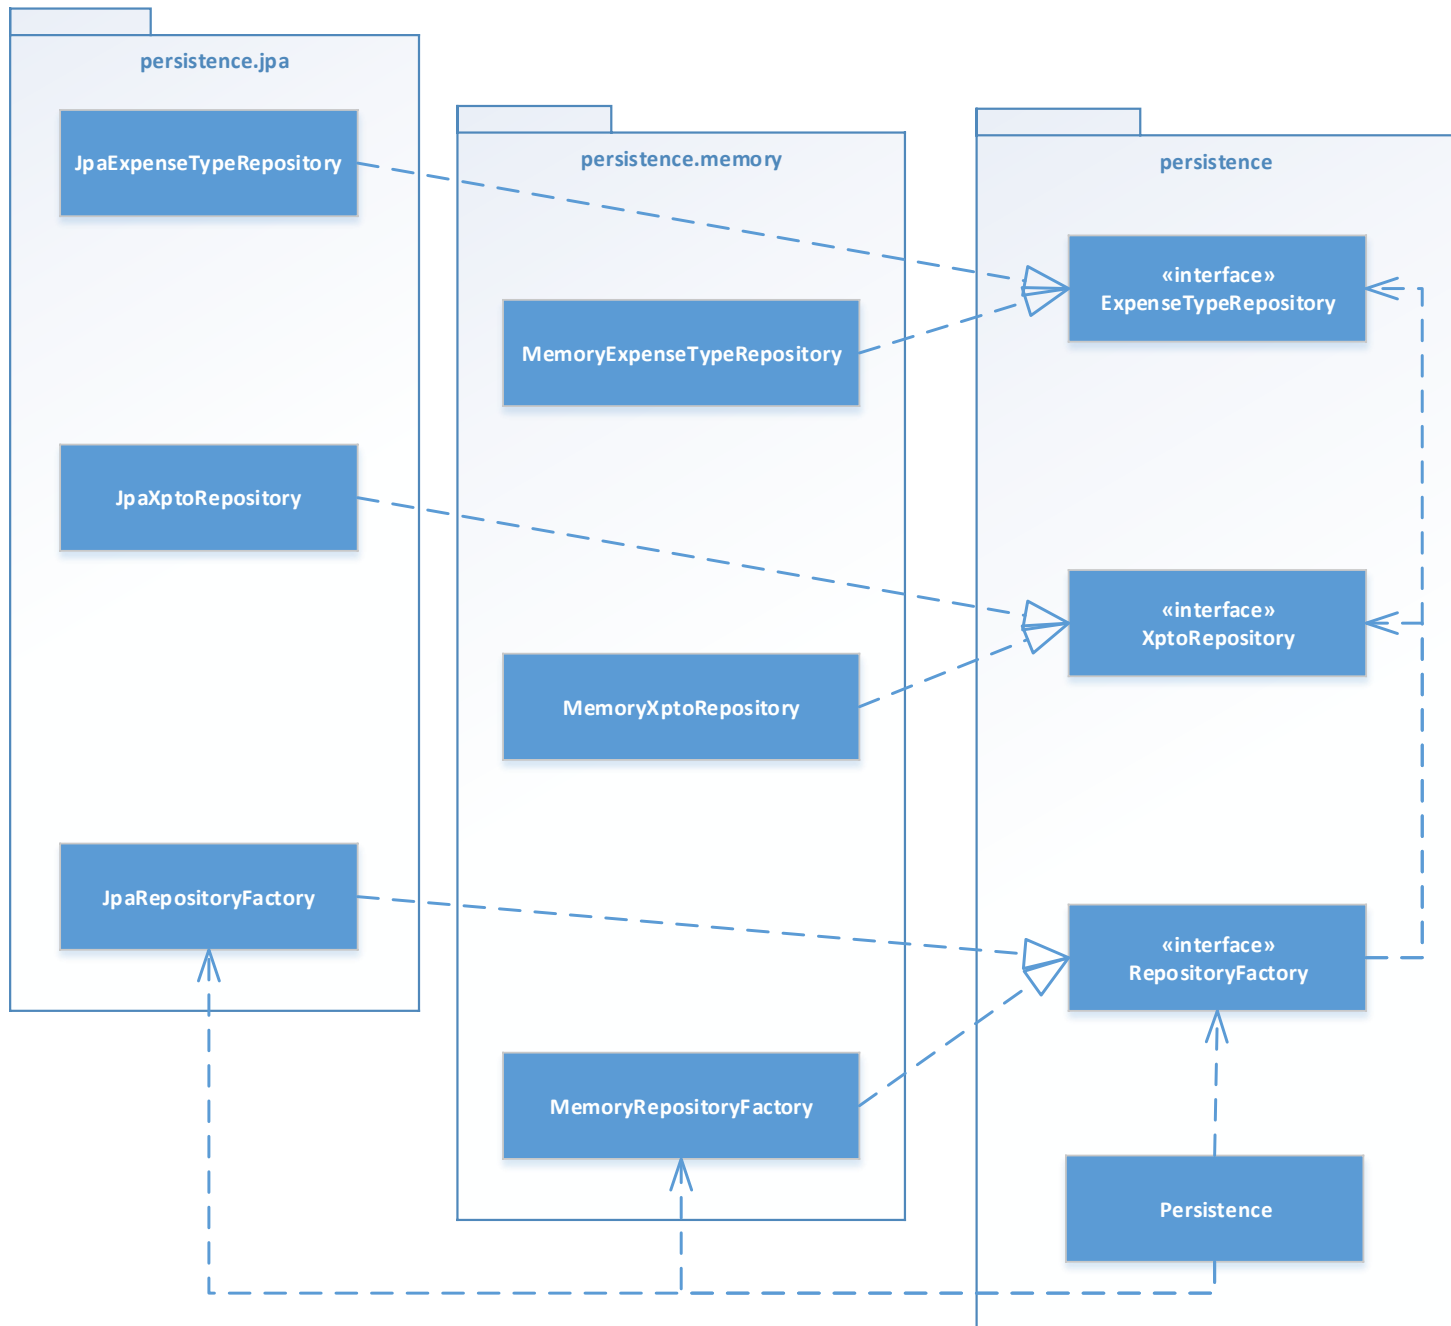 persistence.jpa
JpaExpenseTypeRepository
JpaXptoRepository
JpaRepositoryFactory
persistence.memory
MemoryExpenseTypeRepository
MemoryXptoRepository
MemoryRepositoryFactory
persistence
«interface»
ExpenseTypeRepository
«interface»
XptoRepository
«interface»
RepositoryFactory
Persistence